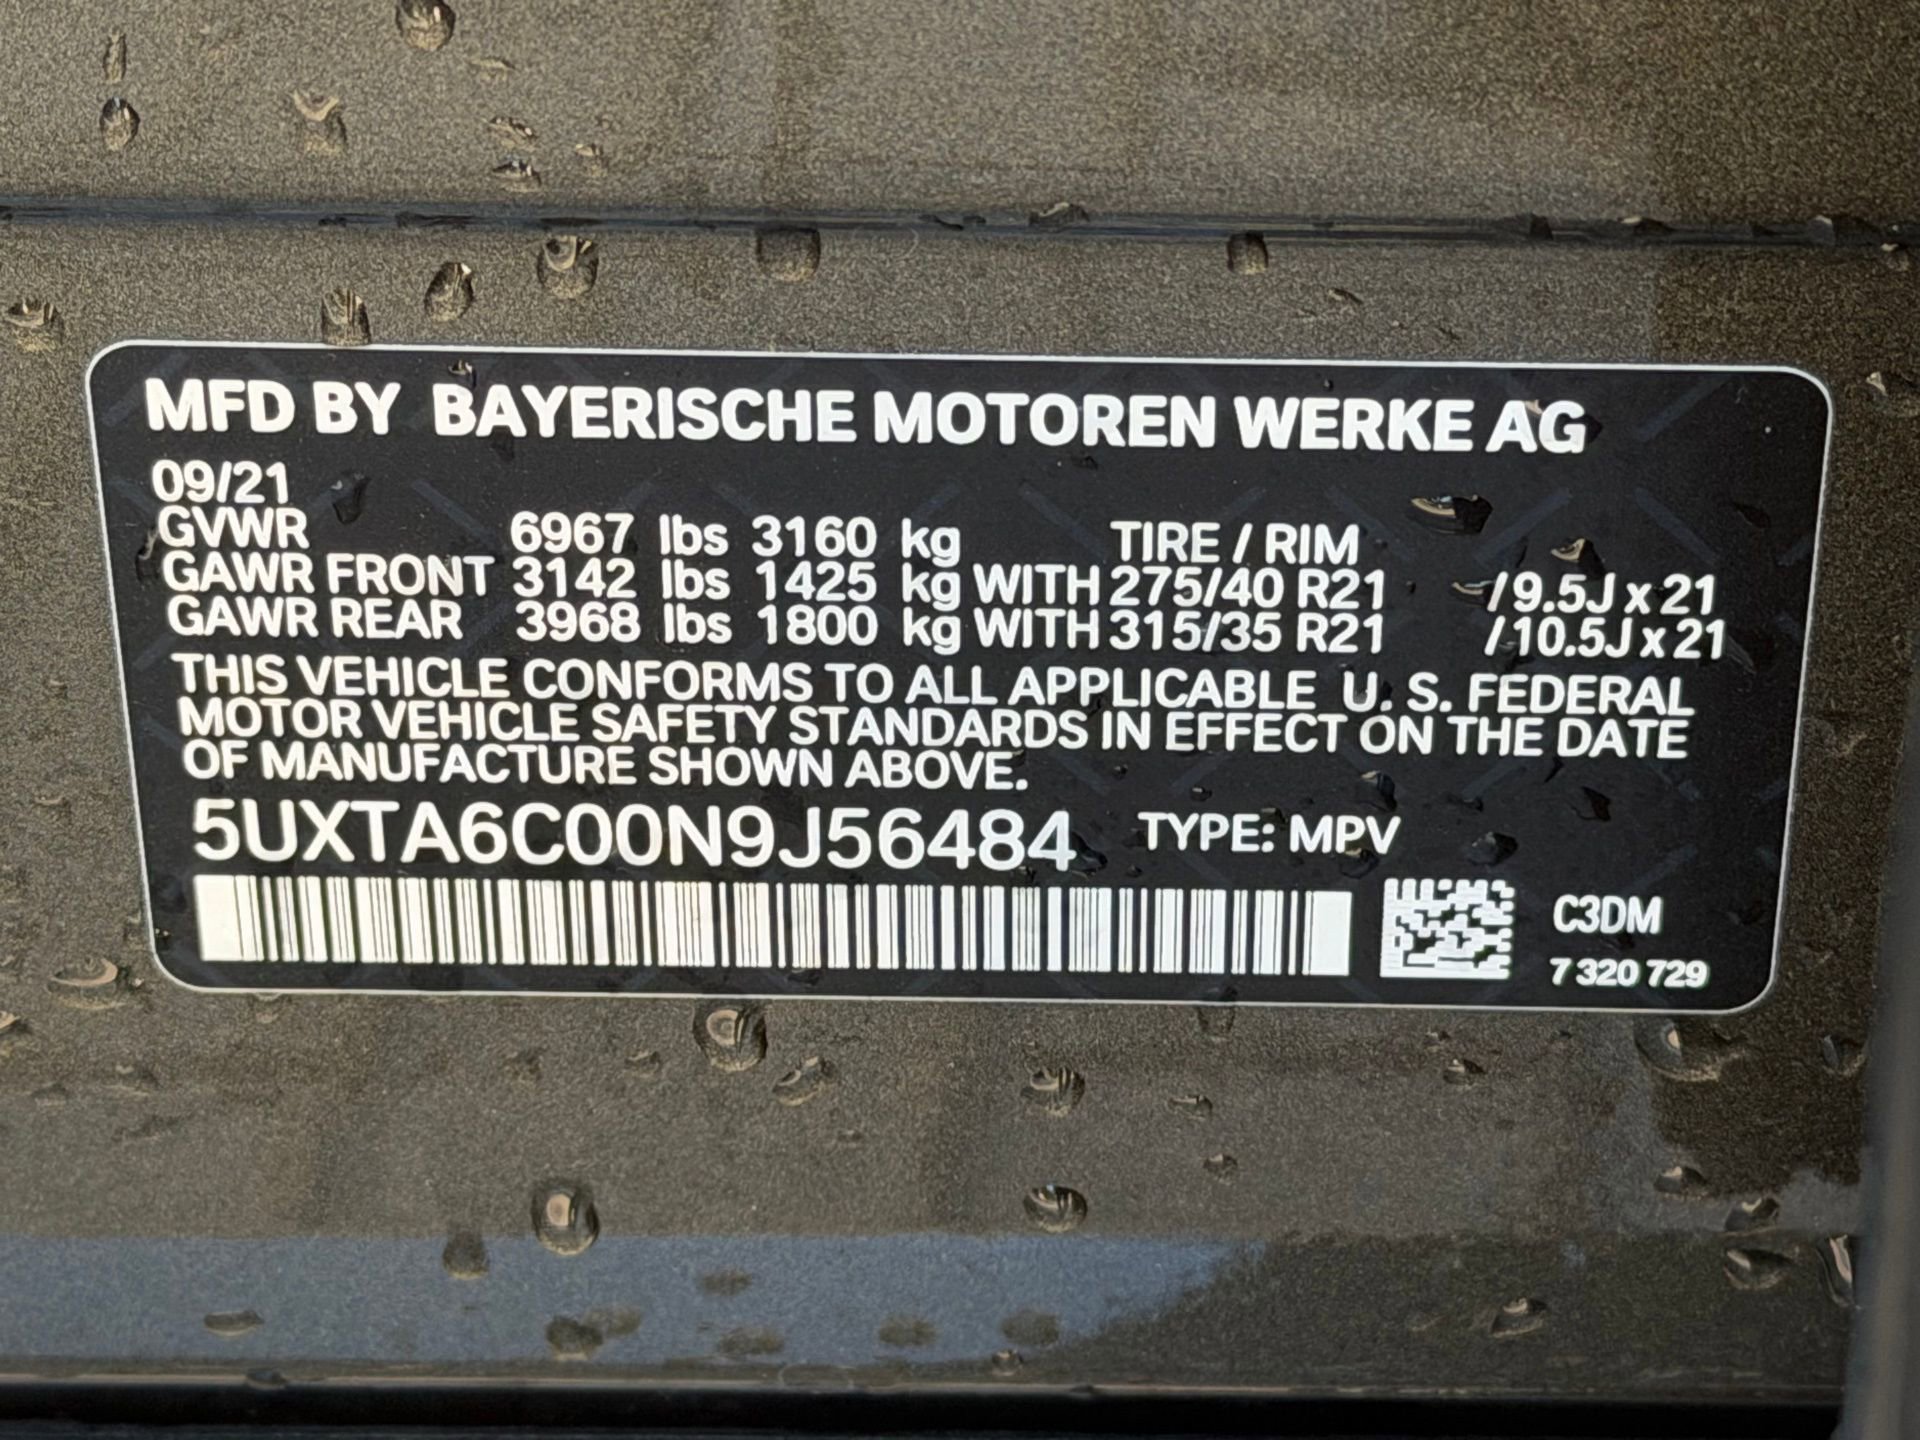 MFD BY BAYERISCHE MOTOREN WERKE AG
09/21
GVWR 6967 lbs 3160 kg TIRE / RIM
GAWR FRONT 3142 lbs 1425 kg WITH 275/40 R21 /9.5J x 21
GAWR REAR 3968 lbs 1800 kg WITH 315/35 R21 /10.5J x 21
THIS VEHICLE CONFORMS TO ALL APPLICABLE U. S. FEDERAL
MOTOR VEHICLE SAFETY STANDARDS IN EFFECT ON THE DATE
OF MANUFACTURE SHOWN ABOVE.
5UXTA6C00N9J56484 TYPE: MPV
C3DM
7 320 729